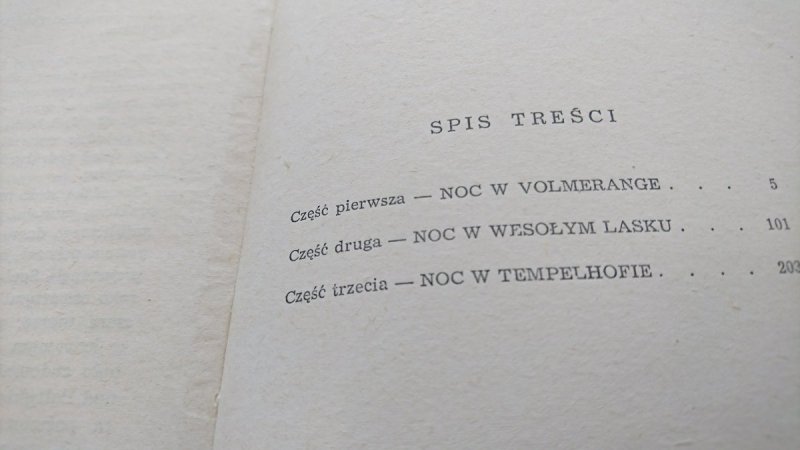 SPIS TREŚCI
Część pierwsza — NOC W VOLMERANGE . . . 5
Część druga — NOC W WESOŁYM LASKU . . . 101
Część trzecia — NOC W TEMPELHOFIE . . . . 203